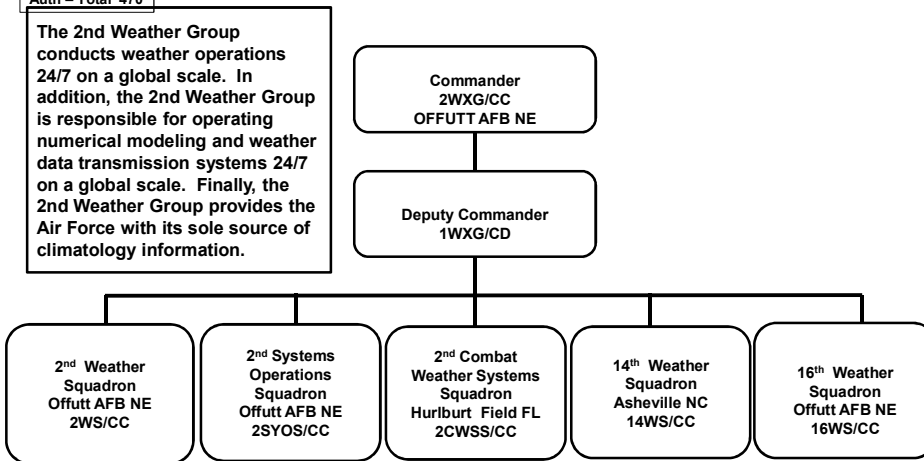 Auth – Total 470
The 2nd Weather Group
conducts weather operations
24/7 on a global scale.  In
addition, the 2nd Weather Group
is responsible for operating
numerical modeling and weather
data transmission systems 24/7
on a global scale.  Finally, the
2nd Weather Group provides the
Air Force with its sole source of
climatology information.
Commander
2WXG/CC
OFFUTT AFB NE
Deputy Commander
1WXG/CD
2nd Weather
Squadron
Offutt AFB NE
2WS/CC
2nd Systems
Operations
Squadron
Offutt AFB NE
2SYOS/CC
2nd Combat
Weather Systems
Squadron
Hurlburt Field FL
2CWSS/CC
14th Weather
Squadron
Asheville NC
14WS/CC
16th Weather
Squadron
Offutt AFB NE
16WS/CC